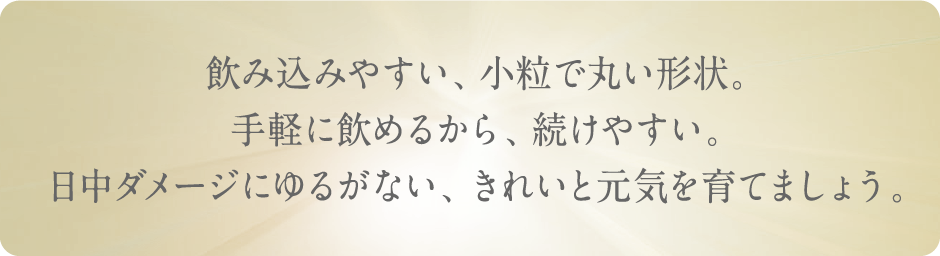 飲み込みやすい、小粒で丸い形状。
手軽に飲めるから、続けやすい。
日中ダメージにゆるがない、きれいと元気を育てましょう。